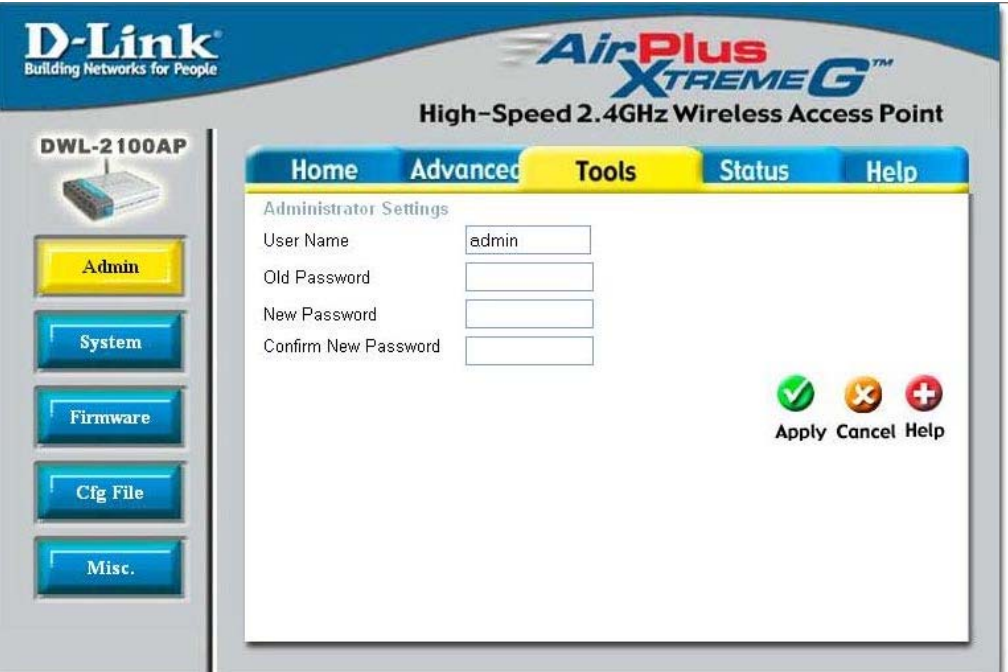 D-Link
Building Networks for People
AirPlus
XTREME G™
High-Speed 2.4GHz Wireless Access Point
DWL-2100AP
Home Advanced Tools Status Help
Administrator Settings
User Name admin
Old Password
New Password
Confirm New Password
Admin
System
Firmware
Cfg File
Misc.
Apply Cancel Help